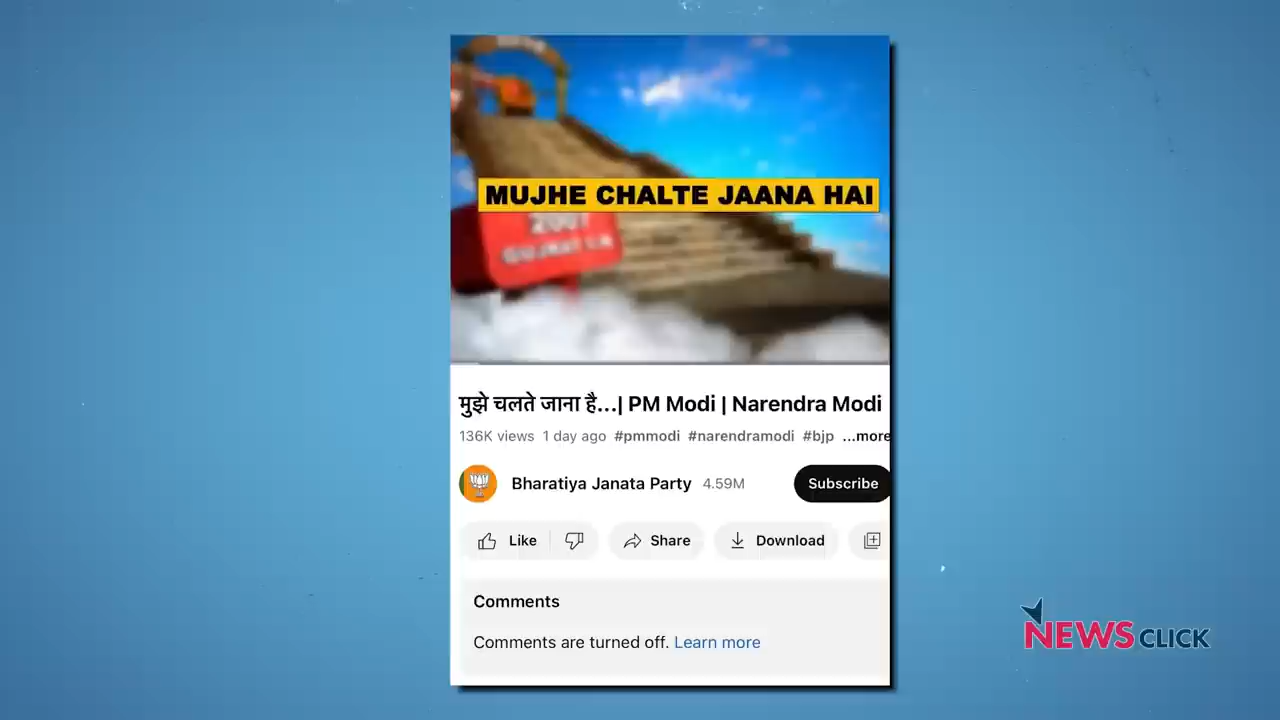 MUJHE CHALTE JAANA HAI
मुझे चलते जाना है...| PM Modi | Narendra Modi
136K views 1 day ago #pmmodi #narendramodi #bjp ...more
Bharatiya Janata Party 4.59M Subscribe
Like Share Download
Comments
Comments are turned off. Learn more
NEWSCLICK